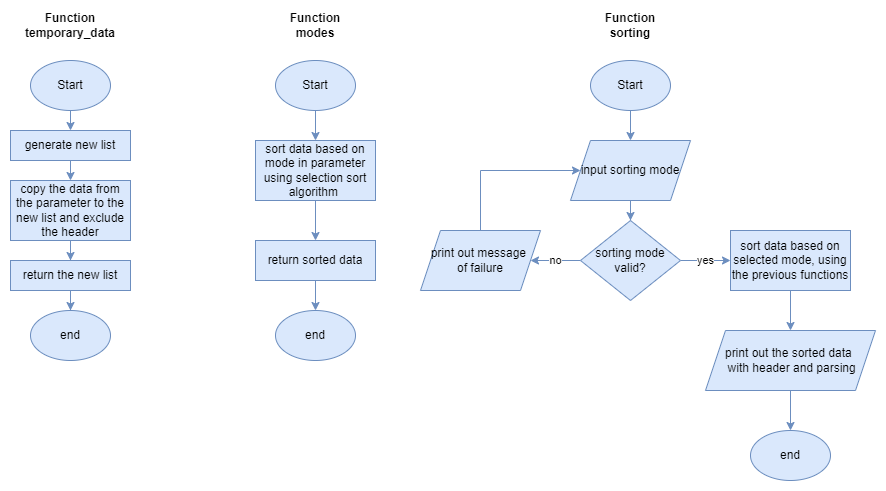 Function
temporary_data
Start
generate new list
copy the data from
the parameter to the
new list and exclude
the header
return the new list
end
Function
modes
Start
sort data based on
mode in parameter
using selection sort
algorithm
return sorted data
end
Function
sorting
Start
input sorting mode
sorting mode
valid?
no
print out message
of failure
yes
sort data based on
selected mode, using
the previous functions
print out the sorted data
with header and parsing
end